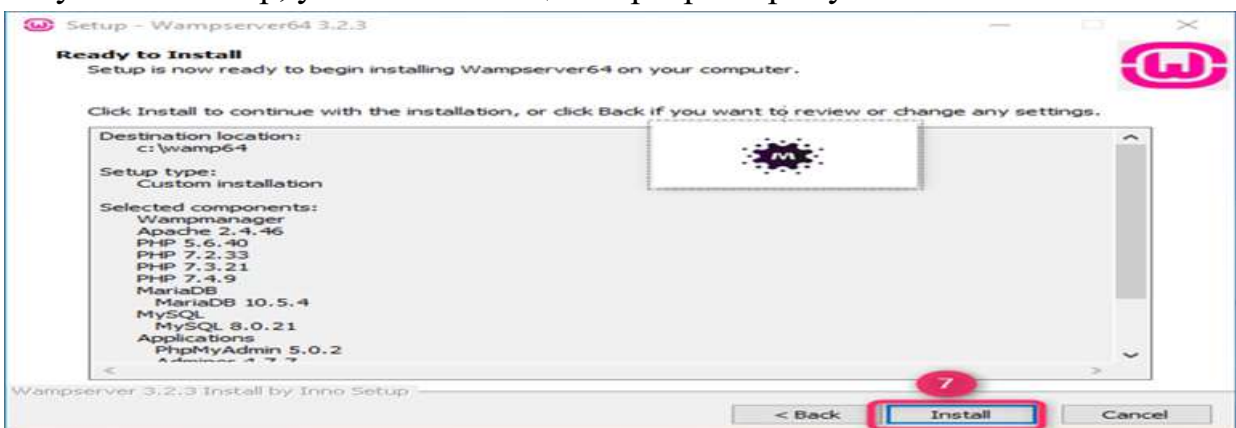 Setup - Wampserver64 3.2.3
Ready to Install
Setup is now ready to begin installing Wampserver64 on your computer.
Click Install to continue with the installation, or click Back if you want to review or change any settings.
Destination location:
c:\wamp64
Setup type:
Custom installation
Selected components:
Wampmanager
Apache 2.4.46
PHP 5.6.40
PHP 7.2.33
PHP 7.3.21
PHP 7.4.9
MariaDB
MariaDB 10.5.4
MySQL
MySQL 8.0.21
Applications
PhpMyAdmin 5.0.2
Wampserver 3.2.3 Install by Inno Setup
7
< Back Install Cancel